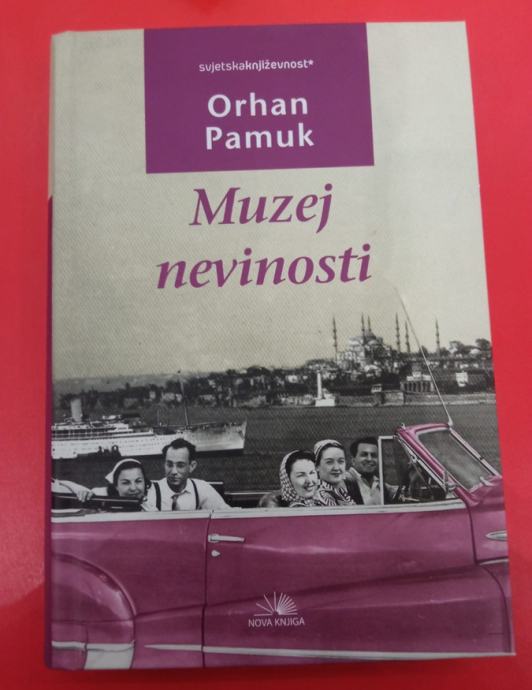 svjetskaknjiževnost*
Orhan
Pamuk
Muzej
nevinosti
NOVA KNJIGA